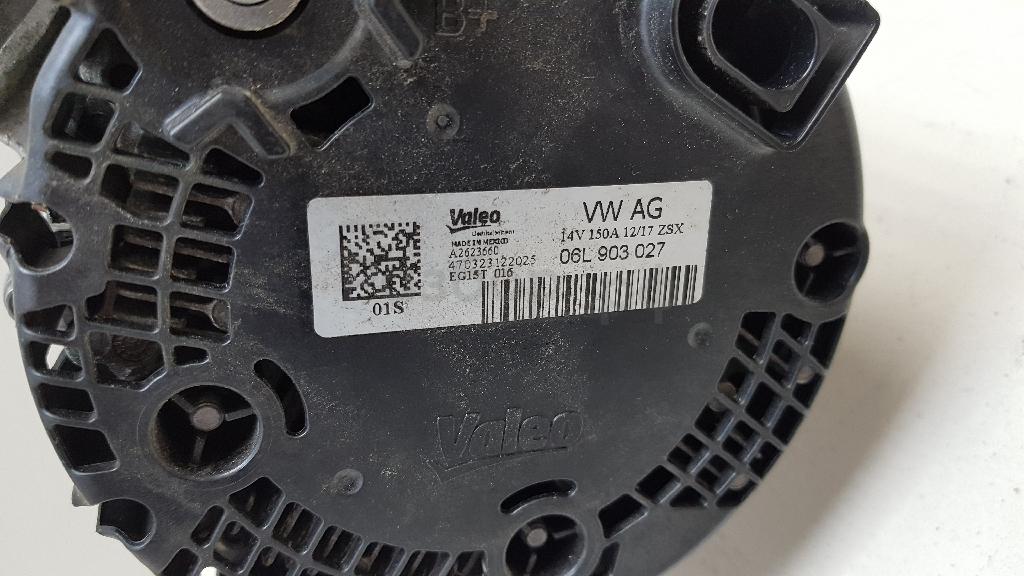 B+
Valeo
MADE IN MEXICO
A2623660
470323122025
EG15T 016
01S
VW AG
14V 150A 12/17 ZSX
06L 903 027
Valeo